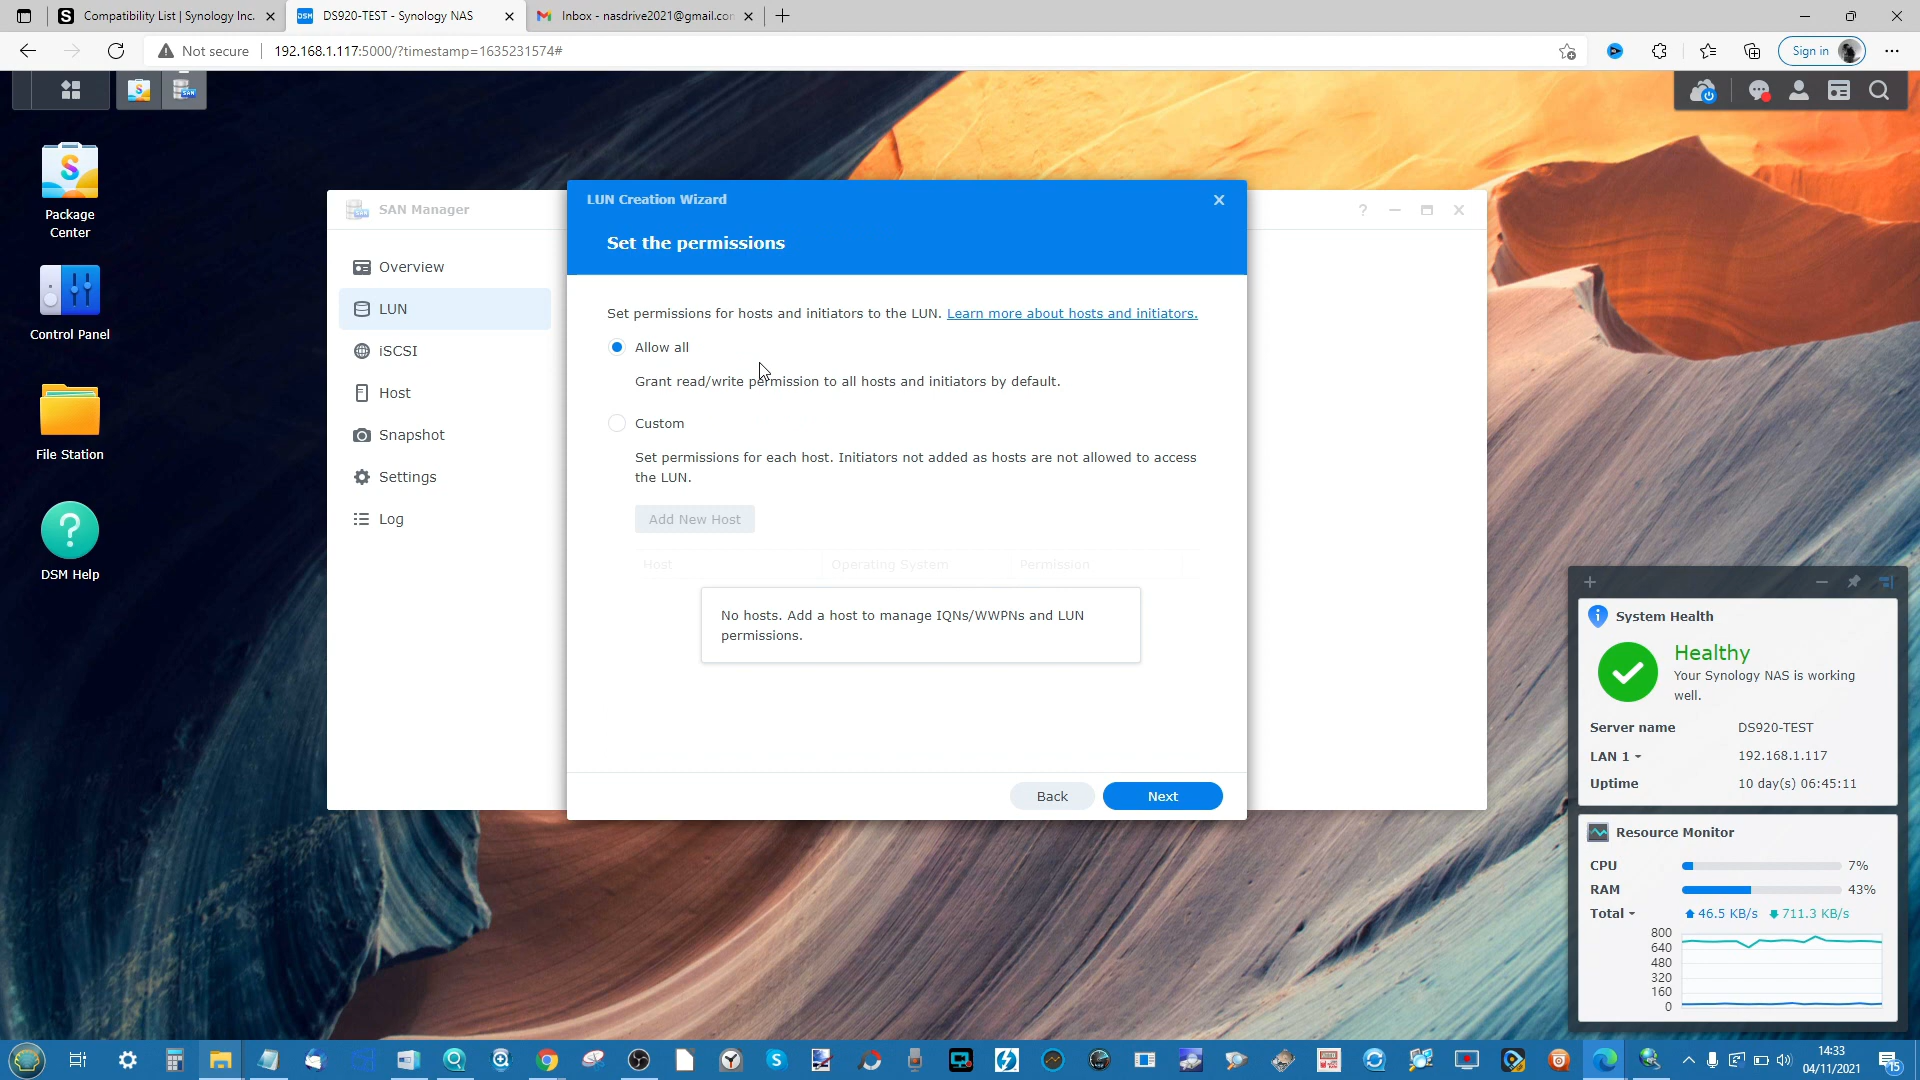 Compatibility List | Synology Inc.
DS920-TEST - Synology NAS
Inbox - nasdrive2021@gmail.con
Not secure
192.168.1.117:5000/?timestamp=1635231574#
Sign in
Package
Center
Control Panel
File Station
DSM Help
SAN Manager
Overview
LUN
iSCSI
Host
Snapshot
Settings
Log
LUN Creation Wizard
Set the permissions
Set permissions for hosts and initiators to the LUN. Learn more about hosts and initiators.
Allow all
Grant read/write permission to all hosts and initiators by default.
Custom
Set permissions for each host. Initiators not added as hosts are not allowed to access
the LUN.
Add New Host
Host Operating System Permission
No hosts. Add a host to manage IQNs/WWPNs and LUN
permissions.
Back Next
System Health
Healthy
Your Synology NAS is working
well.
Server name DS920-TEST
LAN 1 192.168.1.117
Uptime 10 day(s) 06:45:11
Resource Monitor
CPU 7%
RAM 43%
Total 46.5 KB/s 711.3 KB/s
800
640
480
320
160
0
14:33
04/11/2021
15